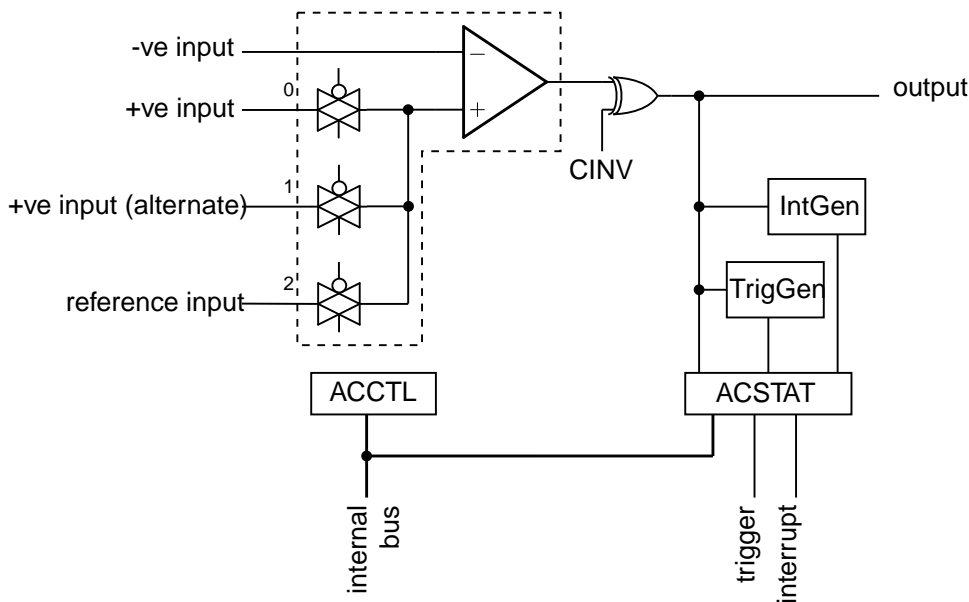 -ve input
−
output
0
+ve input
+
CINV
1
+ve input (alternate)
IntGen
2
reference input
TrigGen
ACCTL
ACSTAT
internal
bus
trigger
interrupt